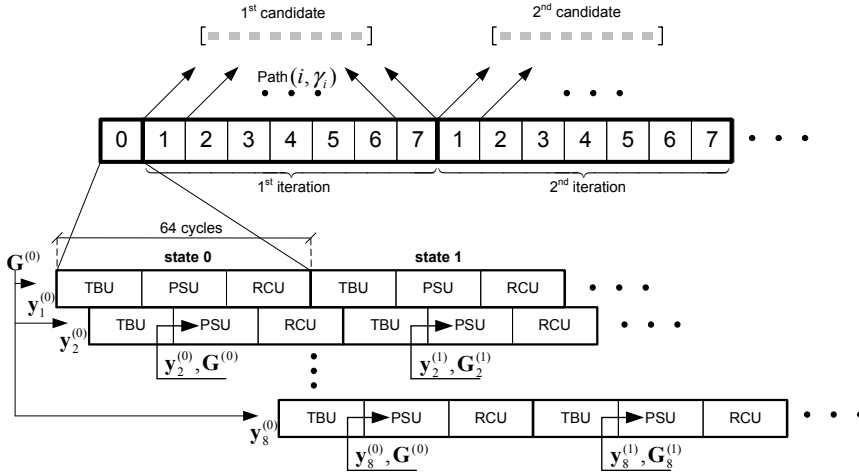 1st candidate
2nd candidate
[ ] [ ]
Path(i, γi)
• • • • • •
0 1 2 3 4 5 6 7 1 2 3 4 5 6 7 • • •
1st iteration
2nd iteration
64 cycles
G(0) state 0 state 1
TBU PSU RCU TBU PSU RCU • • •
y1(0)
TBU PSU RCU TBU PSU RCU • • •
y2(0)
y2(0), G(0) y2(1), G2(1)
TBU PSU RCU TBU PSU RCU • • •
y8(0)
y8(0), G(0) y8(1), G8(1)